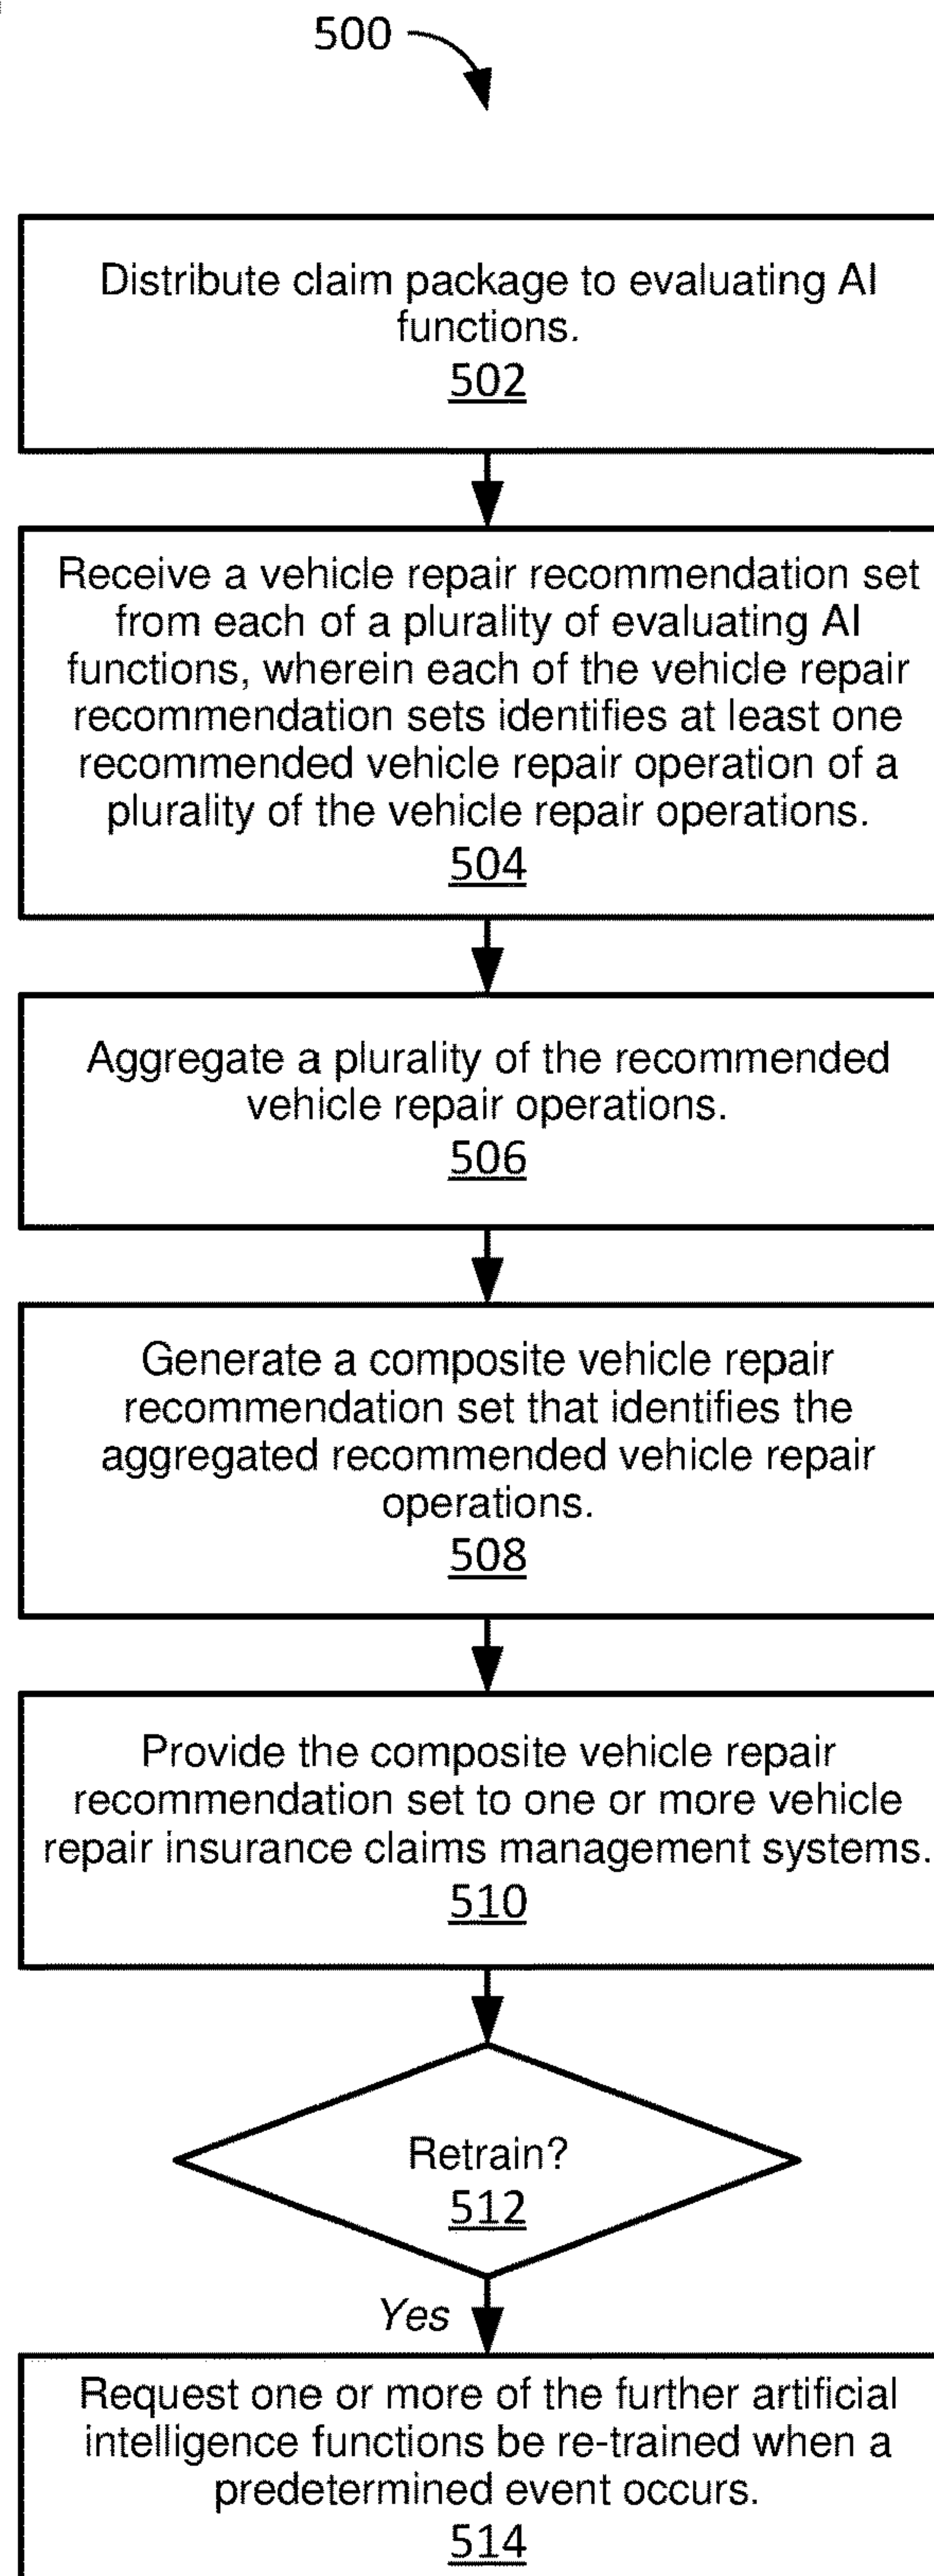 500
Distribute claim package to evaluating AI
functions.
502
Receive a vehicle repair recommendation set
from each of a plurality of evaluating AI
functions, wherein each of the vehicle repair
recommendation sets identifies at least one
recommended vehicle repair operation of a
plurality of the vehicle repair operations.
504
Aggregate a plurality of the recommended
vehicle repair operations.
506
Generate a composite vehicle repair
recommendation set that identifies the
aggregated recommended vehicle repair
operations.
508
Provide the composite vehicle repair
recommendation set to one or more vehicle
repair insurance claims management systems.
510
Retrain?
512
Yes
Request one or more of the further artificial
intelligence functions be re-trained when a
predetermined event occurs.
514